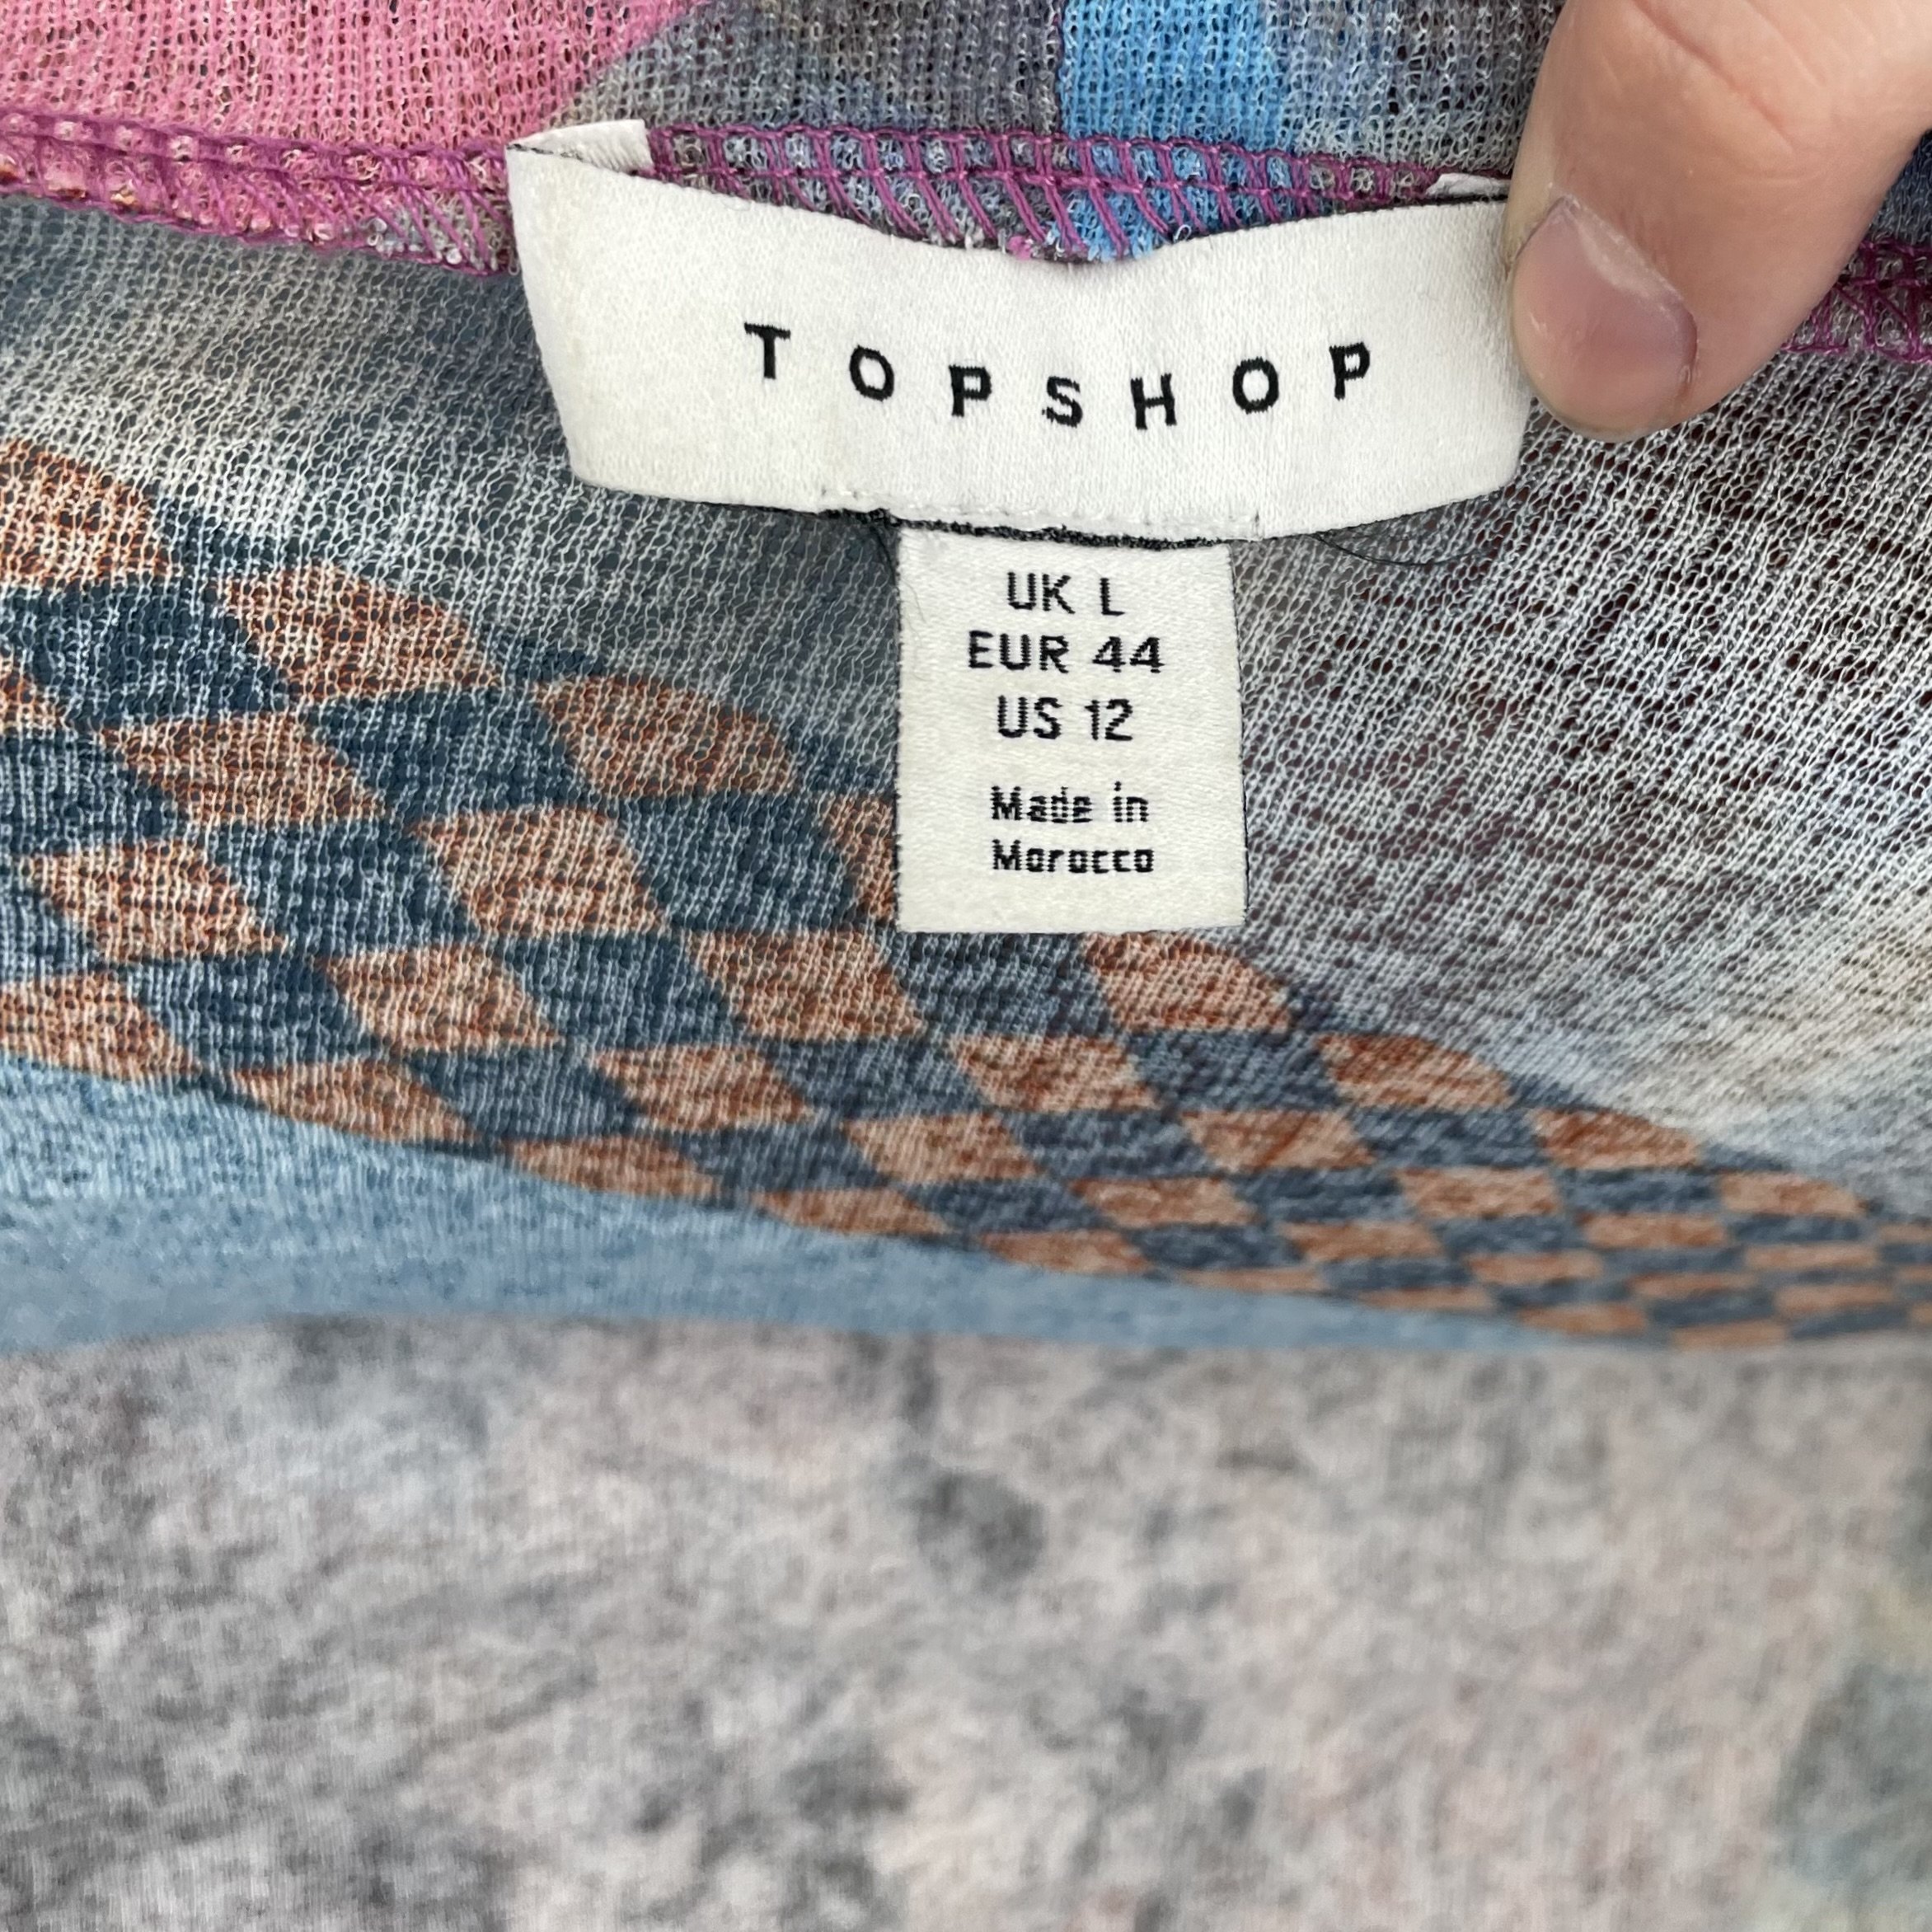 TOPSHOP
UK L
EUR 44
US 12
Made in
Morocco